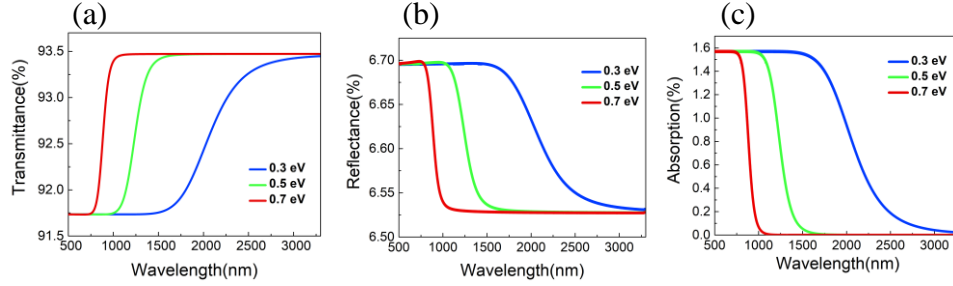 (a)
93.5
93.0
92.5
92.0
91.5
Transmittance(%)
0.3 eV
0.5 eV
0.7 eV
500 1000 1500 2000 2500 3000
Wavelength(nm)
(b)
6.70
6.65
6.60
6.55
6.50
Reflectance(%)
0.3 eV
0.5 eV
0.7 eV
500 1000 1500 2000 2500 3000
Wavelength(nm)
(c)
1.6
1.4
1.2
1.0
0.8
0.6
0.4
0.2
0.0
Absorption(%)
0.3 eV
0.5 eV
0.7 eV
500 1000 1500 2000 2500 3000
Wavelength(nm)